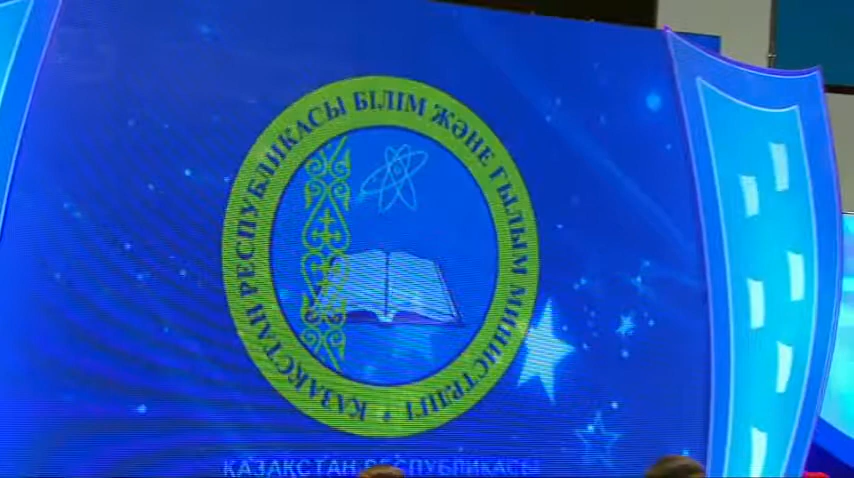 ҚАЗАҚСТАН РЕСПУБЛИКАСЫ БІЛІМ ЖӘНЕ ҒЫЛЫМ МИНИСТРЛІГІ
ҚАЗАҚСТАН РЕСПУБЛИКАСЫ